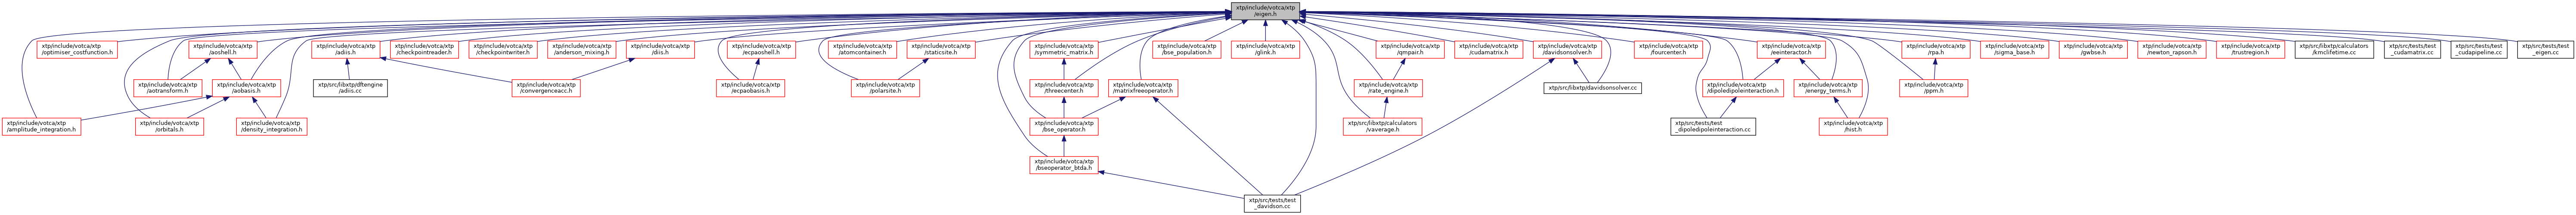 xtp/include/votca/xtp
/eigen.h
xtp/include/votca/xtp
/optimiser_costfunction.h
xtp/include/votca/xtp
/aoshell.h
xtp/include/votca/xtp
/adiis.h
xtp/include/votca/xtp
/checkpointreader.h
xtp/include/votca/xtp
/checkpointwriter.h
xtp/include/votca/xtp
/anderson_mixing.h
xtp/include/votca/xtp
/diis.h
xtp/include/votca/xtp
/ecpaoshell.h
xtp/include/votca/xtp
/atomcontainer.h
xtp/include/votca/xtp
/staticsite.h
xtp/include/votca/xtp
/symmetric_matrix.h
xtp/include/votca/xtp
/bse_population.h
xtp/include/votca/xtp
/glink.h
xtp/include/votca/xtp
/qmpair.h
xtp/include/votca/xtp
/cudamatrix.h
xtp/include/votca/xtp
/davidsonsolver.h
xtp/include/votca/xtp
/fourcenter.h
xtp/include/votca/xtp
/eeinteractor.h
xtp/include/votca/xtp
/rpa.h
xtp/include/votca/xtp
/sigma_base.h
xtp/include/votca/xtp
/gwbse.h
xtp/include/votca/xtp
/newton_rapson.h
xtp/include/votca/xtp
/trustregion.h
xtp/src/libxtp/calculators
/kmclifetime.cc
xtp/src/tests/test
_cudamatrix.cc
xtp/src/tests/test
_cudapipeline.cc
xtp/src/tests/test
_eigen.cc
xtp/include/votca/xtp
/aotransform.h
xtp/include/votca/xtp
/aobasis.h
xtp/src/libxtp/dftengine
/adiis.cc
xtp/include/votca/xtp
/convergenceacc.h
xtp/include/votca/xtp
/ecpaobasis.h
xtp/include/votca/xtp
/polarsite.h
xtp/include/votca/xtp
/threecenter.h
xtp/include/votca/xtp
/matrixfreeoperator.h
xtp/include/votca/xtp
/rate_engine.h
xtp/src/libxtp/davidsonsolver.cc
xtp/include/votca/xtp
/dipoledipoleinteraction.h
xtp/include/votca/xtp
/energy_terms.h
xtp/include/votca/xtp
/ppm.h
xtp/include/votca/xtp
/amplitude_integration.h
xtp/include/votca/xtp
/orbitals.h
xtp/include/votca/xtp
/density_integration.h
xtp/include/votca/xtp
/bse_operator.h
xtp/src/libxtp/calculators
/vaverage.h
xtp/src/tests/test
_dipoledipoleinteraction.cc
xtp/include/votca/xtp
/hist.h
xtp/include/votca/xtp
/bseoperator_btda.h
xtp/src/tests/test
_davidson.cc